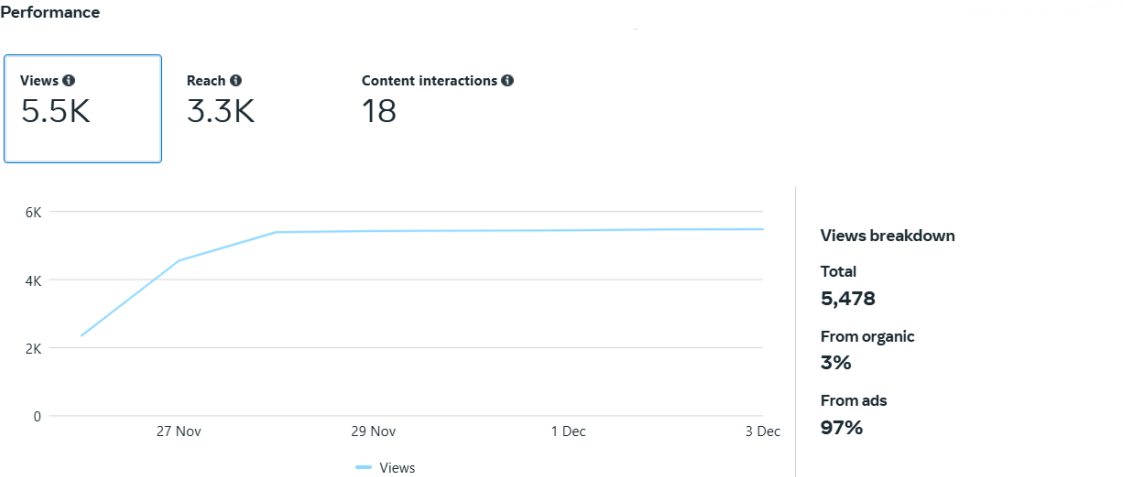 Performance
Views
5.5K
Reach
3.3K
Content interactions
18
6K
4K
2K
0
27 Nov
29 Nov
1 Dec
3 Dec
Views
Views breakdown
Total
5,478
From organic
3%
From ads
97%